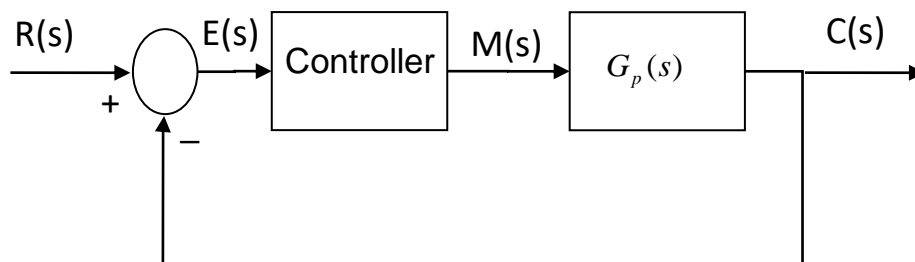 R(s)
E(s)
Controller
M(s)
G_p(s)
C(s)
+
−